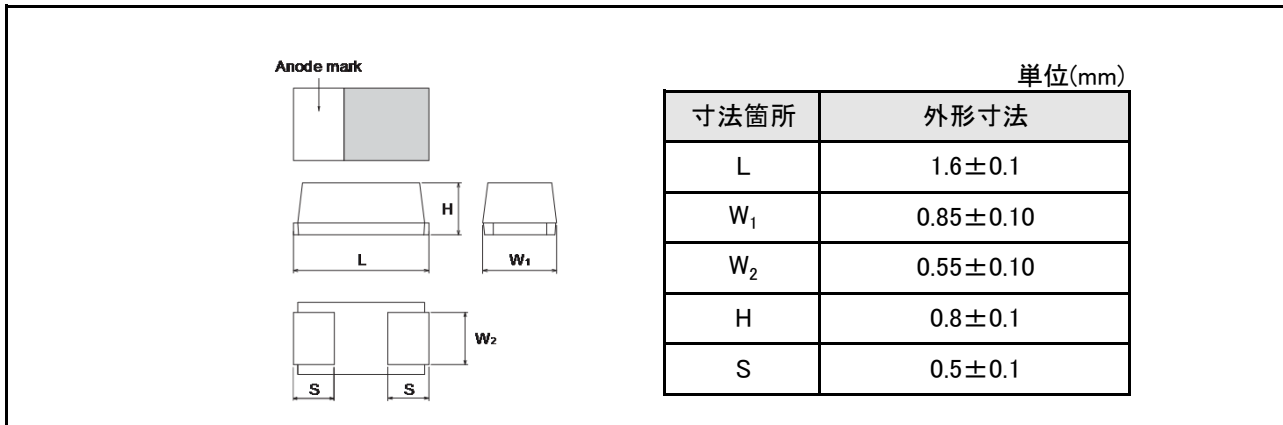 Anode mark
H
L
W₁
W₂
S
S
単位(mm)
寸法箇所 外形寸法
L 1.6±0.1
W₁ 0.85±0.10
W₂ 0.55±0.10
H 0.8±0.1
S 0.5±0.1